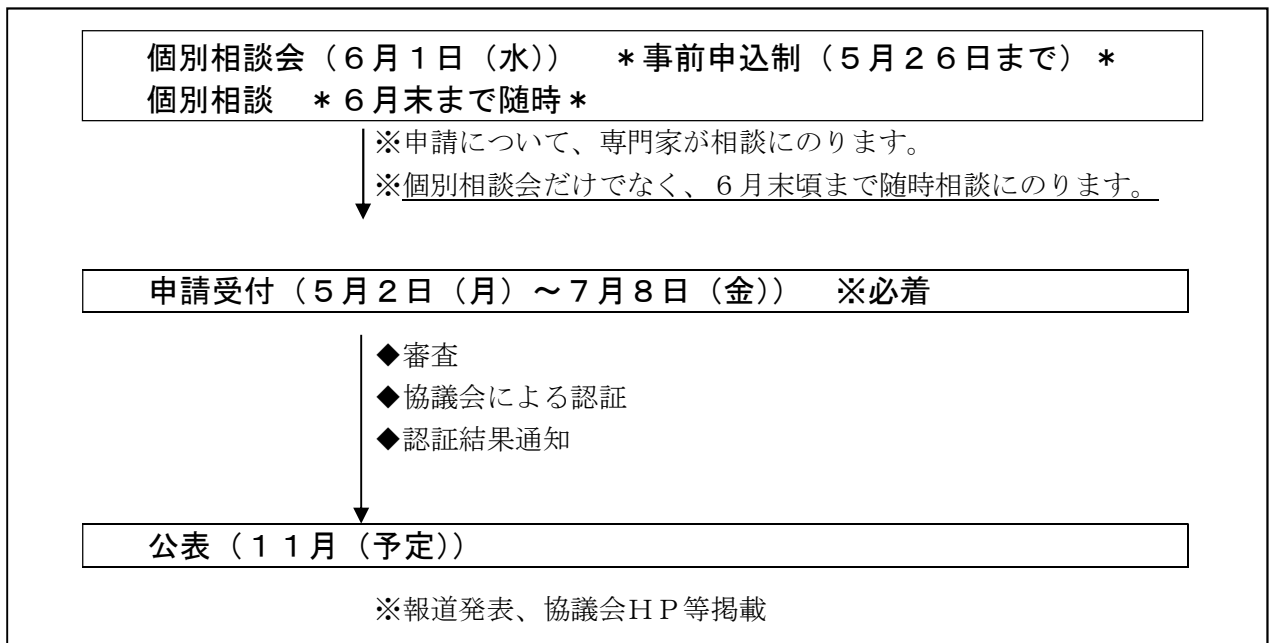 個別相談会（６月１日（水））　＊事前申込制（５月２６日まで）＊
個別相談　＊６月末まで随時＊
※申請について、専門家が相談にのります。
※個別相談会だけでなく、６月末頃まで随時相談にのります。
申請受付（５月２日（月）～７月８日（金））　※必着
◆審査
◆協議会による認証
◆認証結果通知
公表（１１月（予定））
※報道発表、協議会ＨＰ等掲載